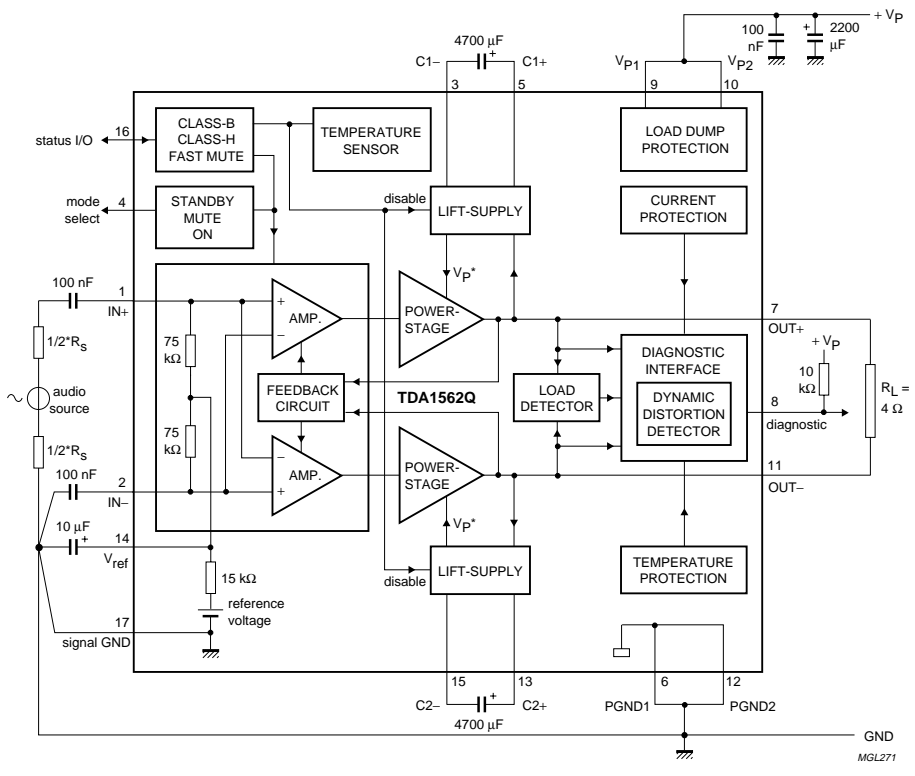 + VP
4700 µF
+
100
nF
+
2200
µF
C1−
C1+
VP1
VP2
3
5
9
10
16
status I/O
CLASS-B
CLASS-H
FAST MUTE
TEMPERATURE
SENSOR
LOAD DUMP
PROTECTION
4
mode
select
STANDBY
MUTE
ON
disable
LIFT-SUPPLY
CURRENT
PROTECTION
VP*
100 nF
1
IN+
+
−
AMP.
POWER-
STAGE
7
OUT+
1/2*Rs
75
kΩ
+ VP
10
kΩ
DIAGNOSTIC
INTERFACE
∼
audio
source
FEEDBACK
CIRCUIT
TDA1562Q
LOAD
DETECTOR
DYNAMIC
DISTORTION
DETECTOR
8
diagnostic
RL =
4 Ω
1/2*Rs
75
kΩ
100 nF
2
IN−
−
+
AMP.
POWER-
STAGE
11
OUT−
10 µF
+
14
Vref
VP*
15 kΩ
disable
LIFT-SUPPLY
TEMPERATURE
PROTECTION
reference
voltage
17
signal GND
15
13
6
12
C2−
+
C2+
4700 µF
PGND1
PGND2
GND
MGL271